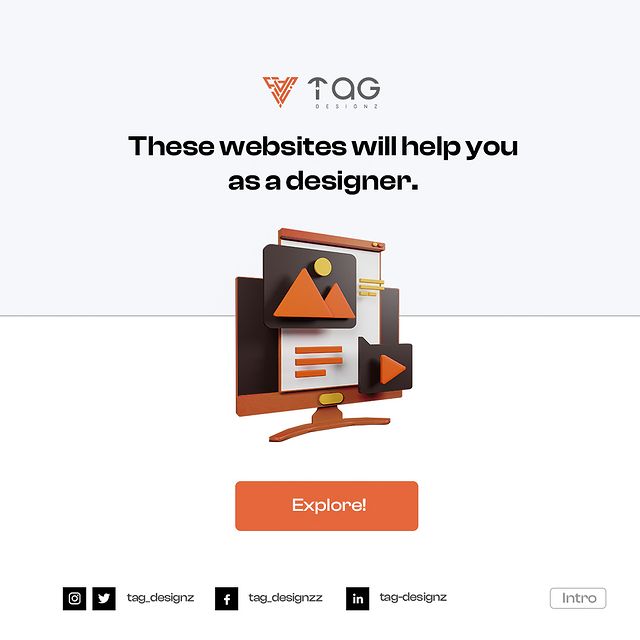 TAG
DESIGNZ
These websites will help you
as a designer.
Explore!
tag_designz
tag_designzz
tag-designz
Intro